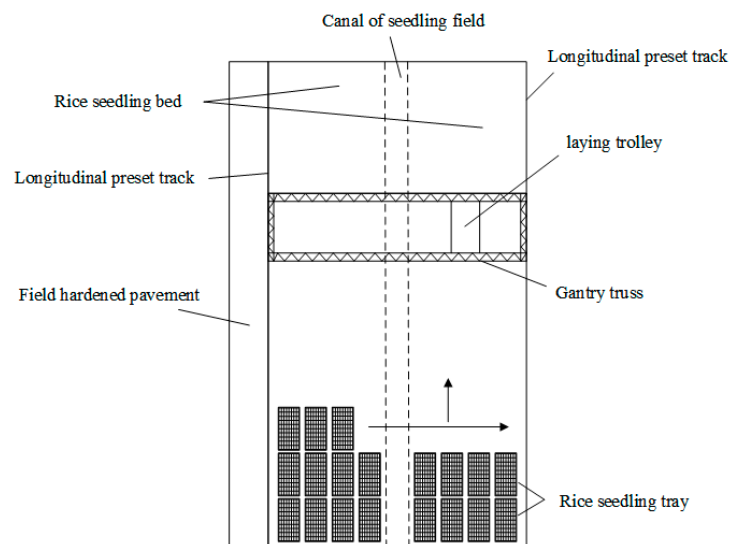 Canal of seedling field
Longitudinal preset track
Rice seedling bed
laying trolley
Longitudinal preset track
Field hardened pavement
Gantry truss
Rice seedling tray